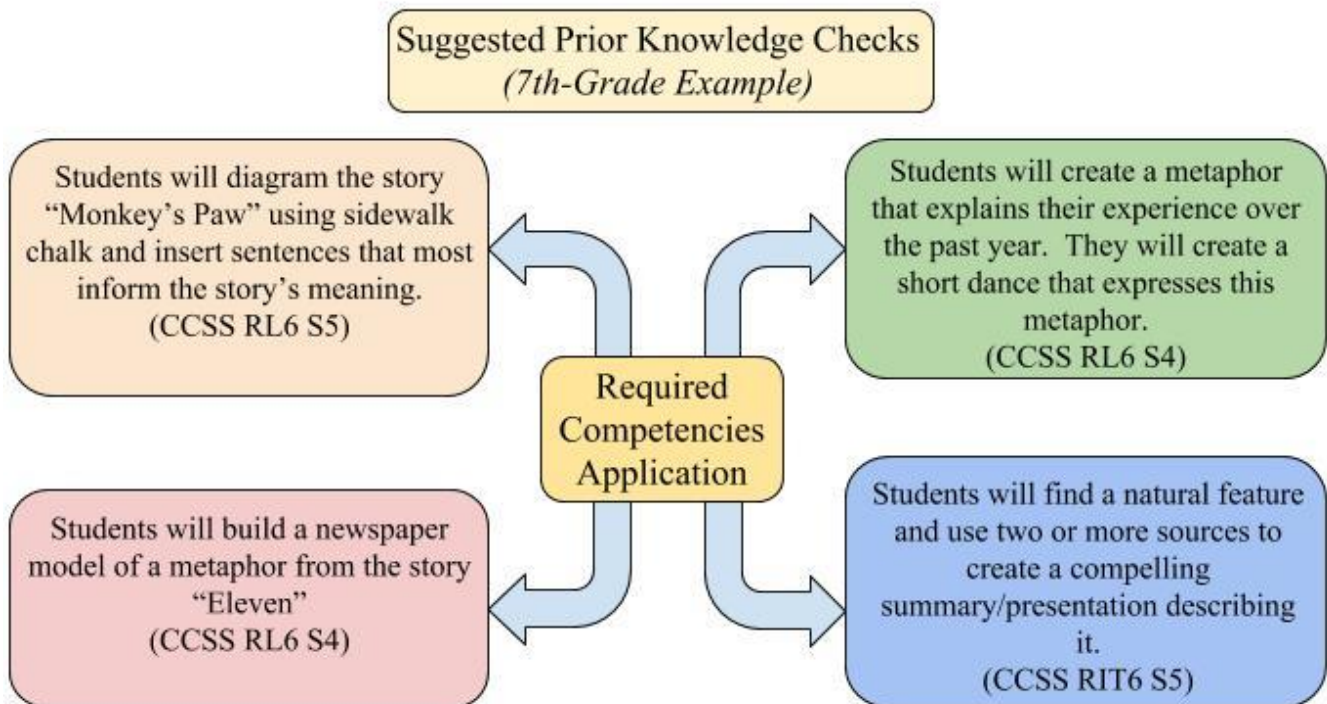 Suggested Prior Knowledge Checks
(7th-Grade Example)
Students will diagram the story
“Monkey’s Paw” using sidewalk
chalk and insert sentences that most
inform the story’s meaning.
(CCSS RL6 S5)
Students will create a metaphor
that explains their experience over
the past year.  They will create a
short dance that expresses this
metaphor.
(CCSS RL6 S4)
Required
Competencies
Application
Students will build a newspaper
model of a metaphor from the story
“Eleven”
(CCSS RL6 S4)
Students will find a natural feature
and use two or more sources to
create a compelling
summary/presentation describing
it.
(CCSS RIT6 S5)